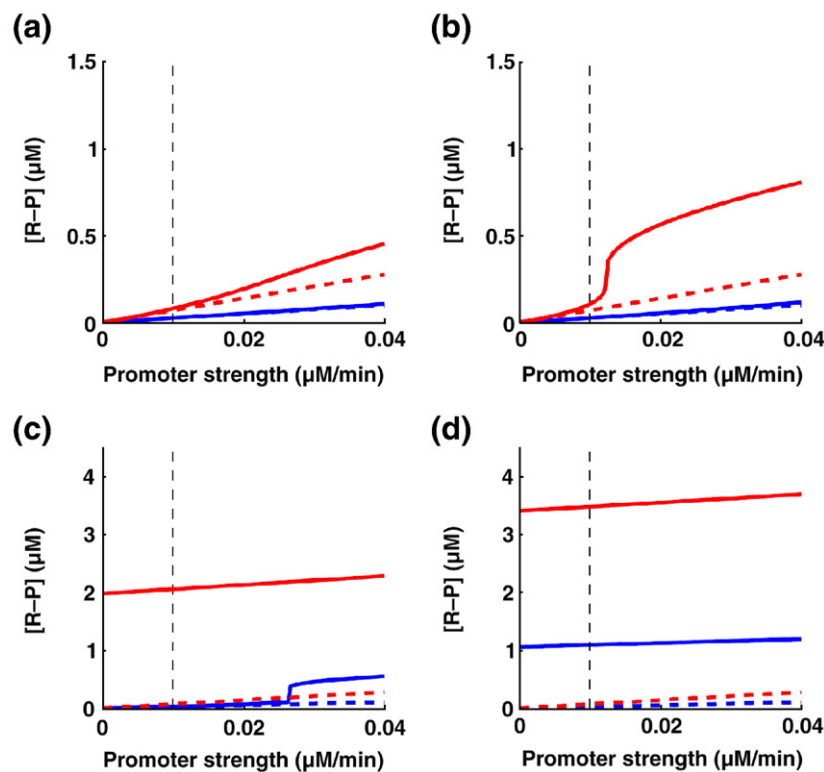 (a)
1.5
1
0.5
0
[R–P] (µM)
0
0.02
0.04
Promoter strength (µM/min)
(b)
1.5
1
0.5
0
[R–P] (µM)
0
0.02
0.04
Promoter strength (µM/min)
(c)
4
3
2
1
0
[R–P] (µM)
0
0.02
0.04
Promoter strength (µM/min)
(d)
4
3
2
1
0
[R–P] (µM)
0
0.02
0.04
Promoter strength (µM/min)